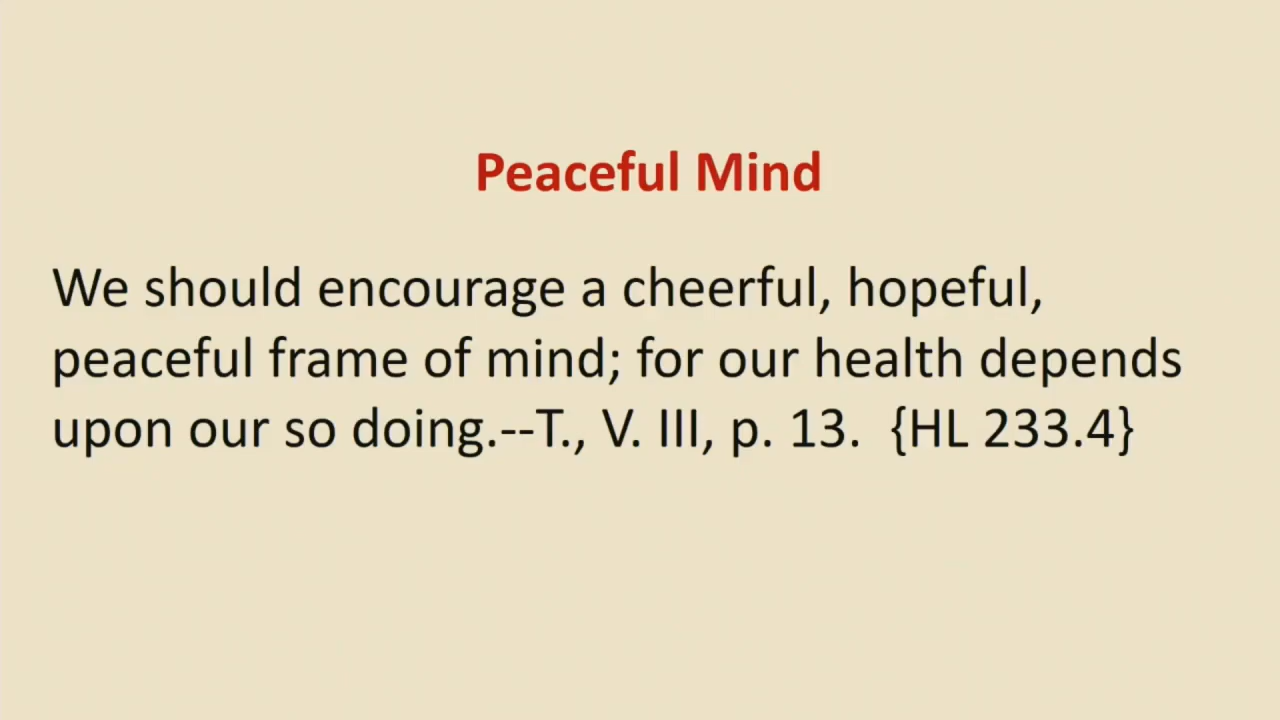 Peaceful Mind
We should encourage a cheerful, hopeful,
peaceful frame of mind; for our health depends
upon our so doing.--T., V. III, p. 13.  {HL 233.4}